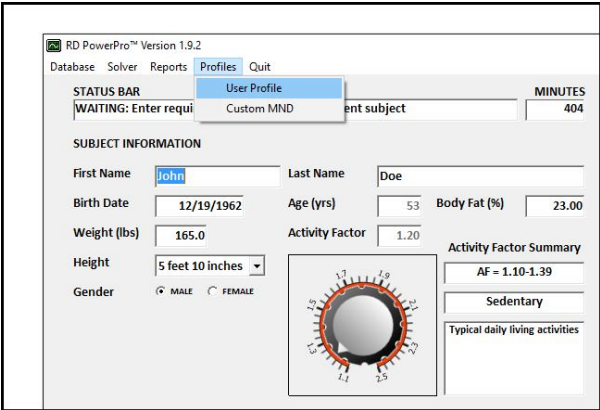 RD PowerPro™ Version 1.9.2
Database Solver Reports Profiles Quit
User Profile
Custom MND
STATUS BAR MINUTES
WAITING: Enter requi ent subject 404
SUBJECT INFORMATION
First Name John Last Name Doe
Birth Date 12/19/1962 Age (yrs) 53 Body Fat (%) 23.00
Weight (lbs) 165.0 Activity Factor 1.20
Height 5 feet 10 inches
Activity Factor Summary
AF = 1.10-1.39
Gender MALE FEMALE
Sedentary
Typical daily living activities
1.1 1.3 1.5 1.7 1.9 2.1 2.3 2.5